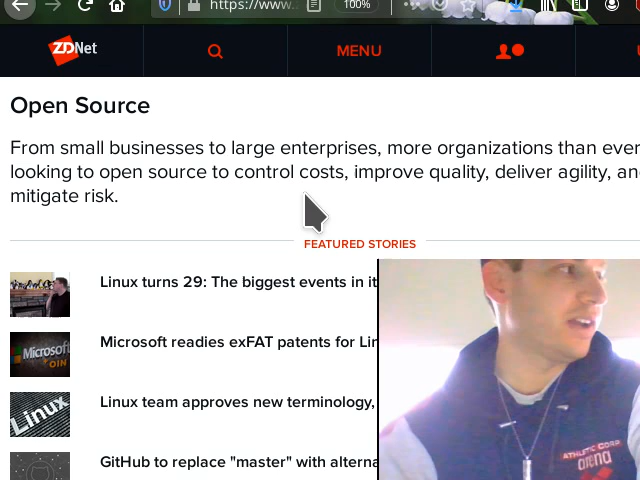 https://www.
100%
ZDNet
MENU
Open Source
From small businesses to large enterprises, more organizations than ever
looking to open source to control costs, improve quality, deliver agility, an
mitigate risk.
FEATURED STORIES
Linux turns 29: The biggest events in it
Microsoft
OIN
Microsoft readies exFAT patents for Lin
Linux
Linux team approves new terminology,
GitHub to replace "master" with alterna
ATHLETIC CORP.
arena